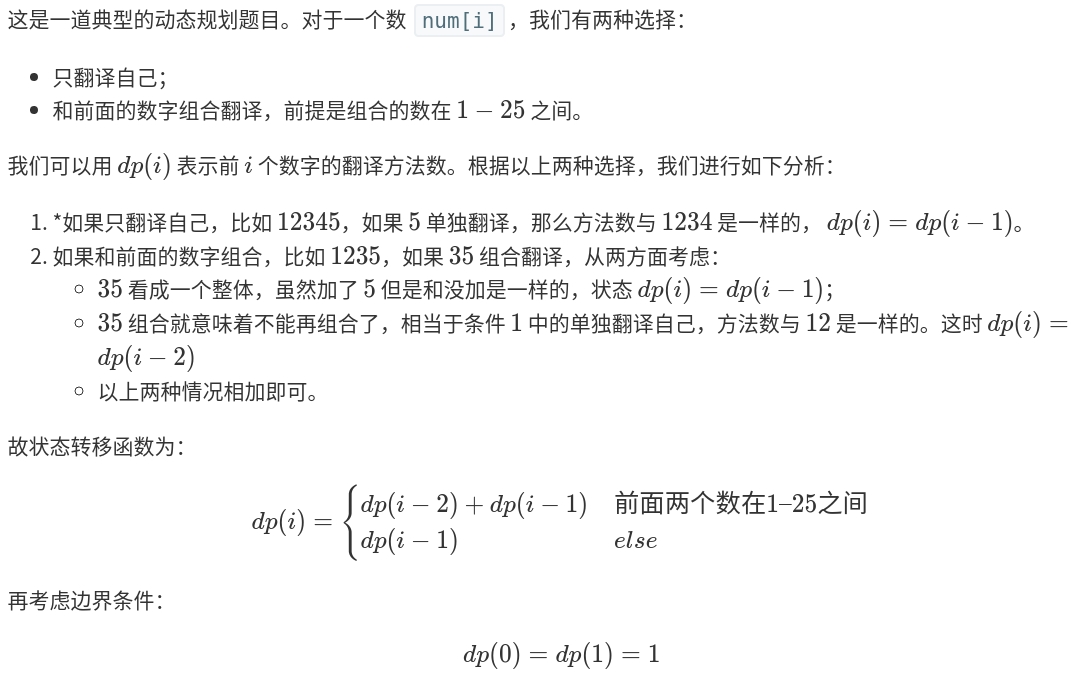 这是一道典型的动态规划题目。对于一个数 num[i] ，我们有两种选择：
• 只翻译自己；
• 和前面的数字组合翻译，前提是组合的数在 1 − 25 之间。
我们可以用 dp(i) 表示前 i 个数字的翻译方法数。根据以上两种选择，我们进行如下分析：
1. *如果只翻译自己，比如 12345，如果 5 单独翻译，那么方法数与 1234 是一样的， dp(i) = dp(i − 1)。
2. 如果和前面的数字组合，比如 1235，如果 35 组合翻译，从两方面考虑：
○ 35 看成一个整体，虽然加了 5 但是和没加是一样的，状态 dp(i) = dp(i − 1)；
○ 35 组合就意味着不能再组合了，相当于条件 1 中的单独翻译自己，方法数与 12 是一样的。这时 dp(i) =
dp(i − 2)
○ 以上两种情况相加即可。
故状态转移函数为：
dp(i) = { dp(i − 2) + dp(i − 1) 前面两个数在1–25之间
dp(i − 1) else
再考虑边界条件：
dp(0) = dp(1) = 1